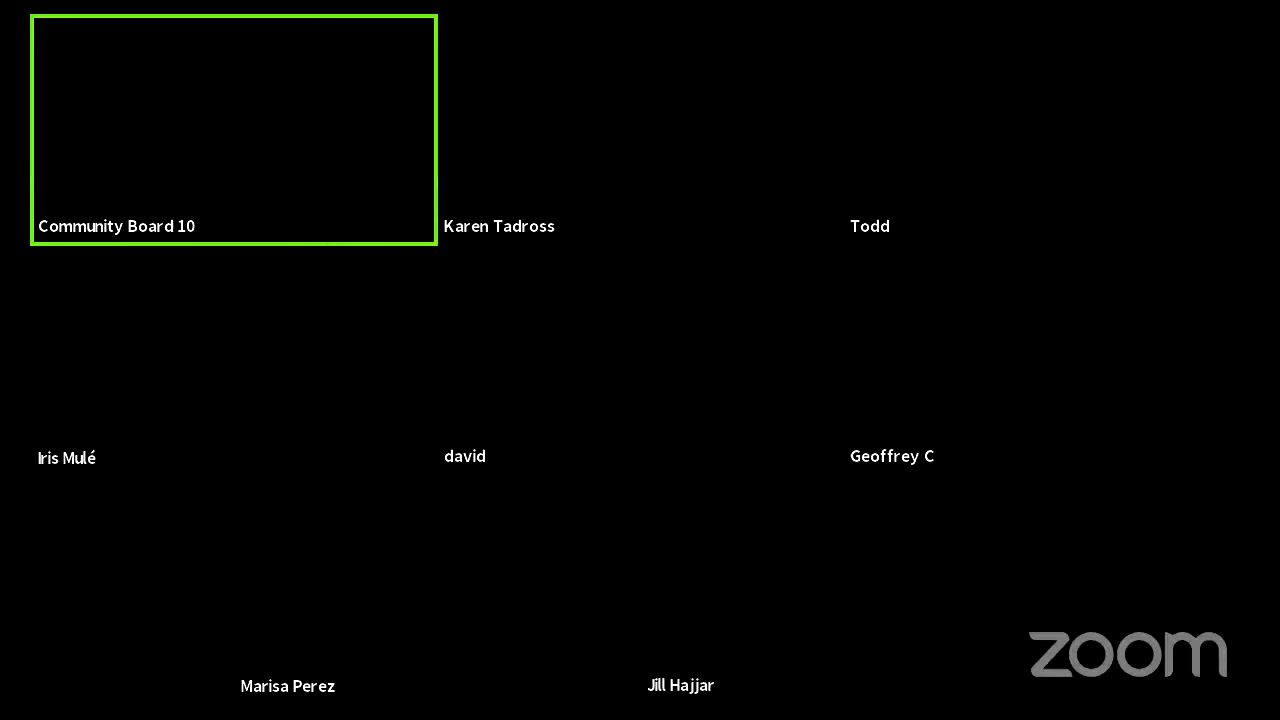 Community Board 10
Karen Tadross
Todd
Iris Mulé
david
Geoffrey C
Marisa Perez
Jill Hajjar
zoom